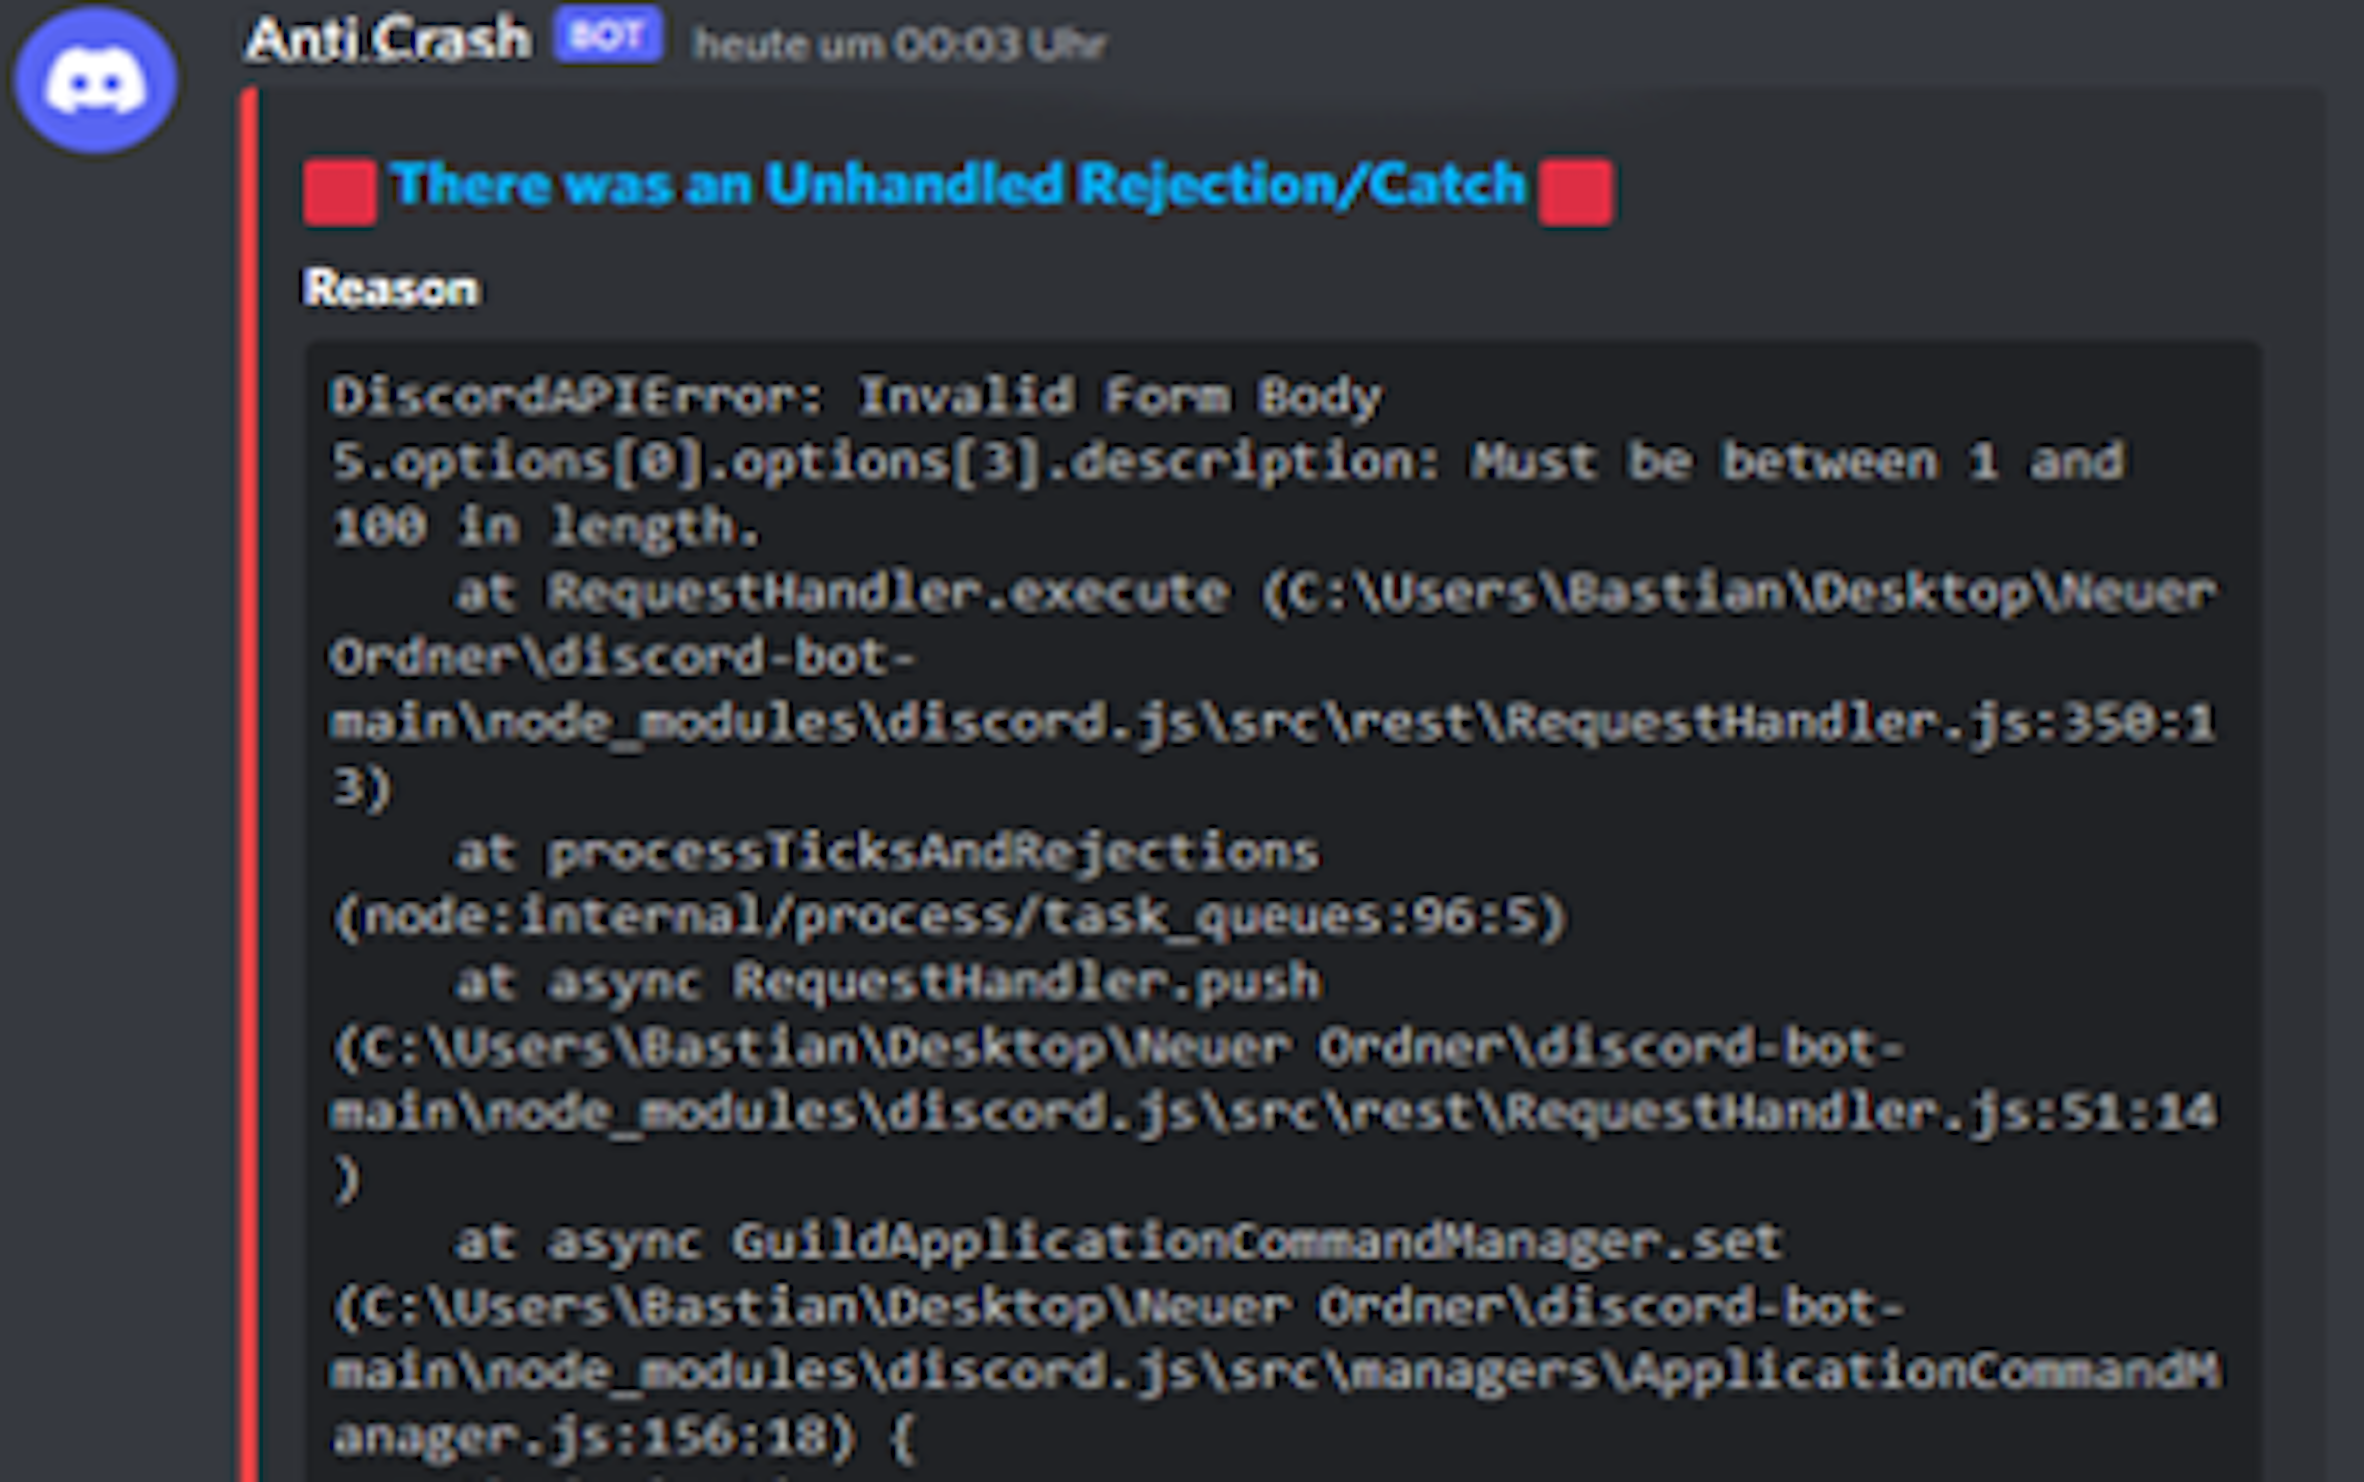 Anti.Crash BOT heute um 00:03 Uhr
There was an Unhandled Rejection/Catch
Reason
DiscordAPIError: Invalid Form Body
5.options[0].options[3].description: Must be between 1 and
100 in length.
    at RequestHandler.execute (C:\Users\Bastian\Desktop\Neuer
Ordner\discord-bot-
main\node_modules\discord.js\src\rest\RequestHandler.js:350:1
3)
    at processTicksAndRejections
(node:internal/process/task_queues:96:5)
    at async RequestHandler.push
(C:\Users\Bastian\Desktop\Neuer Ordner\discord-bot-
main\node_modules\discord.js\src\rest\RequestHandler.js:51:14
)
    at async GuildApplicationCommandManager.set
(C:\Users\Bastian\Desktop\Neuer Ordner\discord-bot-
main\node_modules\discord.js\src\managers\ApplicationCommandM
anager.js:156:18) {